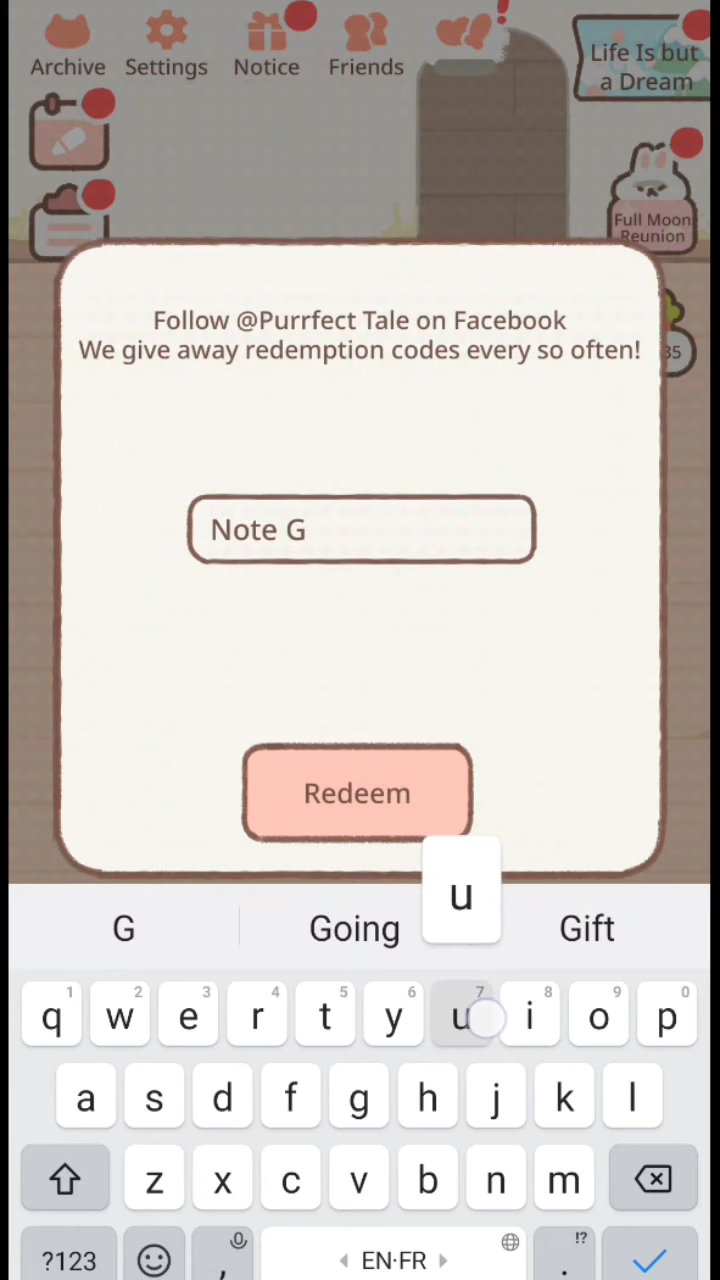 Archive Settings Notice Friends
Life Is but
a Dream
Full Moon
Reunion
Follow @Purrfect Tale on Facebook
We give away redemption codes every so often!
35
Note G
Redeem
u
G Going Gift
1 2 3 4 5 6 7 8 9 0
q w e r t y u i o p
a s d f g h j k l
z x c v b n m
!?
?123 , EN·FR .